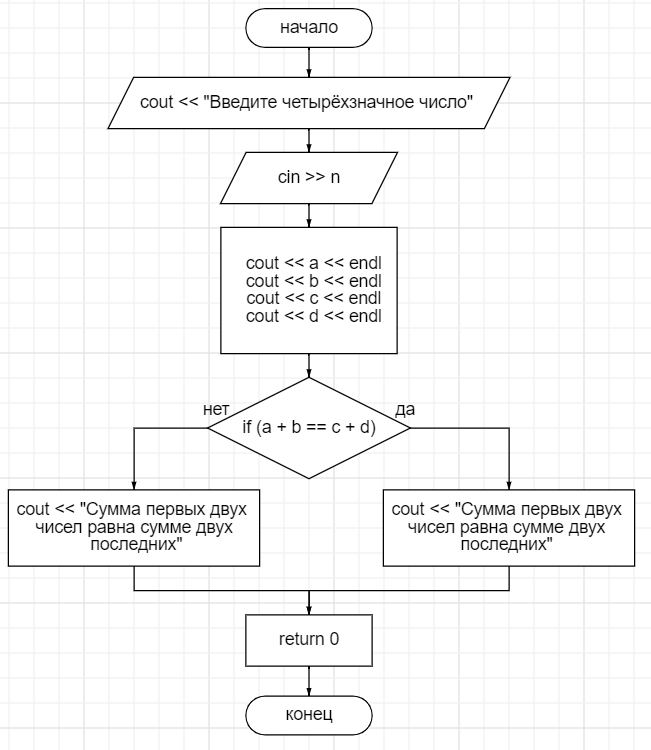 начало
cout << "Введите четырёхзначное число"
cin >> n
cout << a << endl
cout << b << endl
cout << c << endl
cout << d << endl
нет
да
if (a + b == c + d)
cout << "Сумма первых двух
чисел равна сумме двух
последних"
cout << "Сумма первых двух
чисел равна сумме двух
последних"
return 0
конец